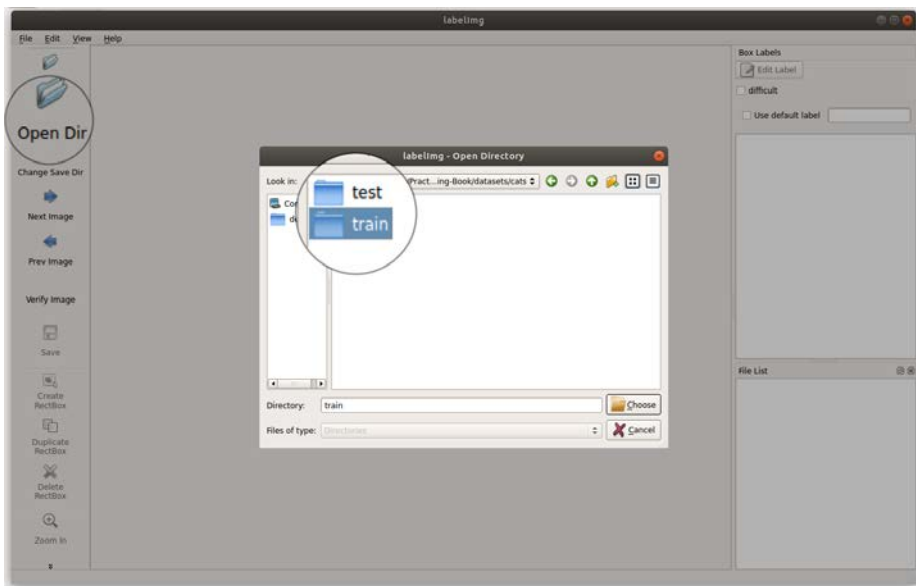 labelImg
File Edit View Help
Open Dir
Change Save Dir
Next Image
Prev Image
Verify Image
Save
Create
RectBox
Duplicate
RectBox
Delete
RectBox
Zoom In
labelImg - Open Directory
Look in:
/Pract...ing-Book/datasets/cats
test
train
Directory: train
Choose
Files of type: Directories
Cancel
Box Labels
Edit Label
difficult
Use default label
File List